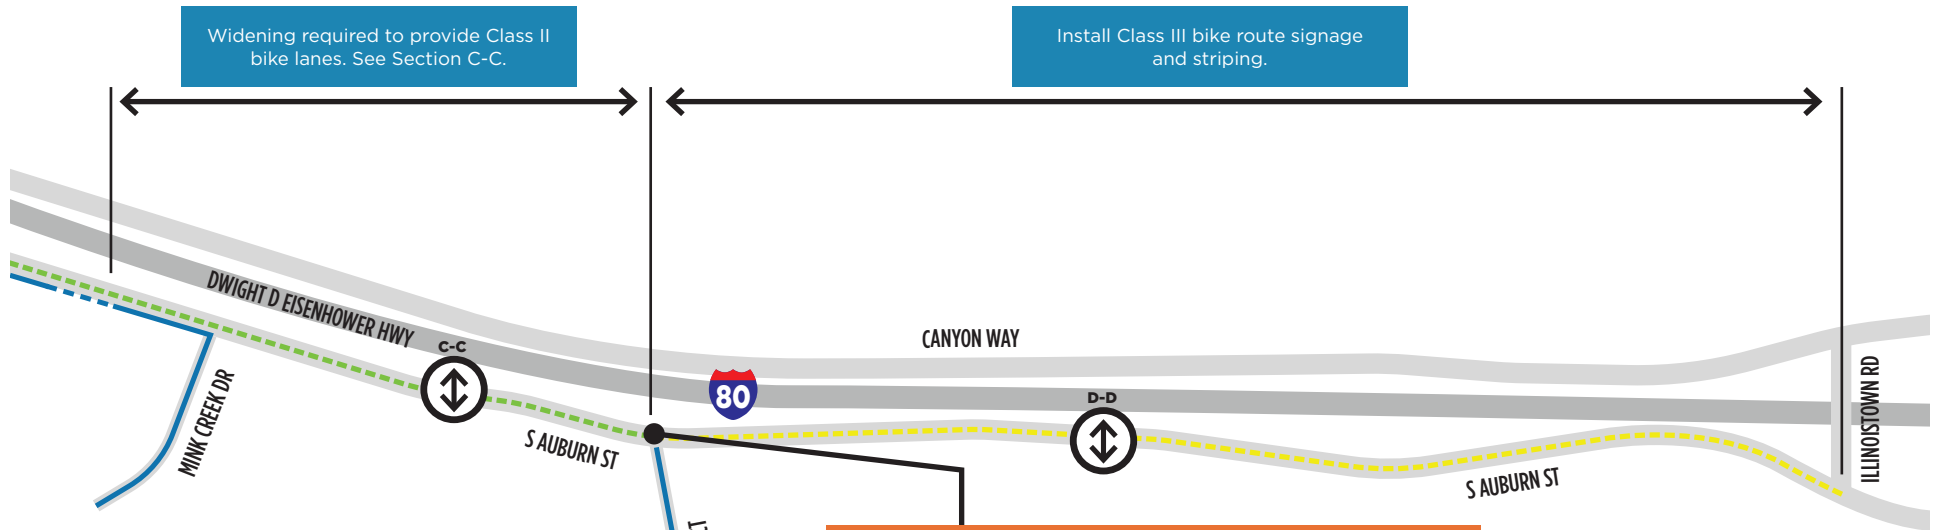 Widening required to provide Class II
bike lanes. See Section C-C.
Install Class III bike route signage
and striping.
DWIGHT D EISENHOWER HWY
C-C
CANYON WAY
80
D-D
MINK CREEK DR
S AUBURN ST
S AUBURN ST
ILLINOISTOWN RD